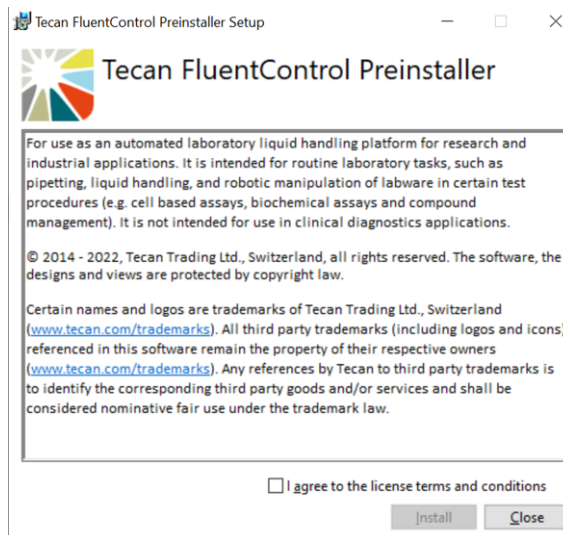 Tecan FluentControl Preinstaller Setup
Tecan FluentControl Preinstaller
For use as an automated laboratory liquid handling platform for research and
industrial applications. It is intended for routine laboratory tasks, such as
pipetting, liquid handling, and robotic manipulation of labware in certain test
procedures (e.g. cell based assays, biochemical assays and compound
management). It is not intended for use in clinical diagnostics applications.
© 2014 - 2022, Tecan Trading Ltd., Switzerland, all rights reserved. The software, the
designs and views are protected by copyright law.
Certain names and logos are trademarks of Tecan Trading Ltd., Switzerland
(www.tecan.com/trademarks). All third party trademarks (including logos and icons)
referenced in this software remain the property of their respective owners
(www.tecan.com/trademarks). Any references by Tecan to third party trademarks is
to identify the corresponding third party goods and/or services and shall be
considered nominative fair use under the trademark law.
I agree to the license terms and conditions
Install
Close